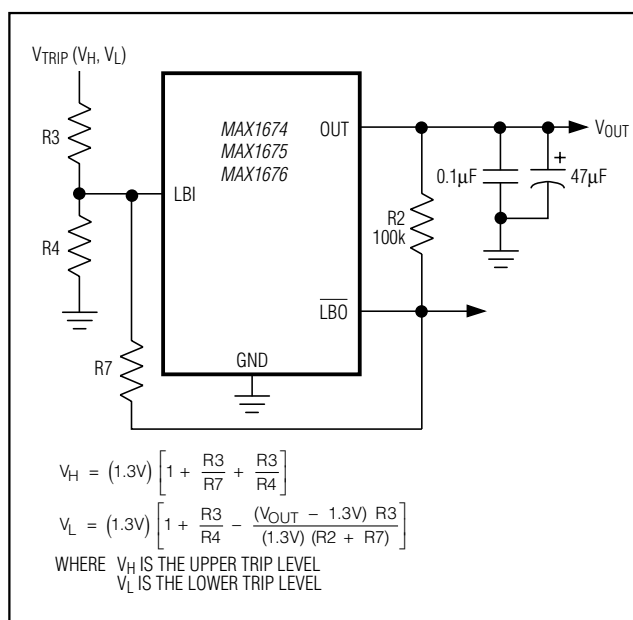 VTRIP (VH, VL)
R3
R4
R7
MAX1674
MAX1675
MAX1676
LBI
OUT
LBO
GND
R2
100k
0.1µF
+
47µF
VOUT
VH = (1.3V) [1 + R3/R7 + R3/R4]
VL = (1.3V) [1 + R3/R4 - (VOUT - 1.3V) R3/(1.3V) (R2 + R7)]
WHERE VH IS THE UPPER TRIP LEVEL
VL IS THE LOWER TRIP LEVEL